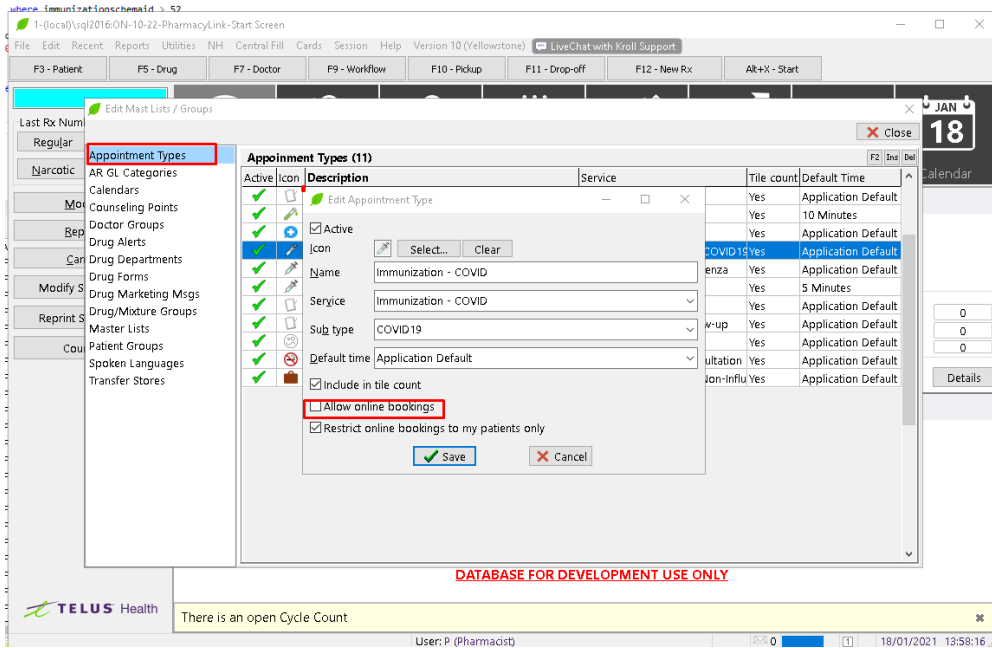 where immunizationschemaid > 52
1-(local)\sql2016:ON-10-22-PharmacyLink-Start Screen
File Edit Recent Reports Utilities NH Central Fill Cards Session Help Version 10 (Yellowstone) LiveChat with Kroll Support
F3 - Patient F5 - Drug F7 - Doctor F9 - Workflow F10 - Pickup F11 - Drop-off F12 - New Rx Alt+X - Start
Last Rx Num
Regular
Narcotic
Rep
Can
Modify S
Reprint S
Cou
JAN
18
Calendar
0
0
0
Details
Edit Mast Lists / Groups
Close
Appointment Types
AR GL Categories
Calendars
Counseling Points
Doctor Groups
Drug Alerts
Drug Departments
Drug Forms
Drug Marketing Msgs
Drug/Mixture Groups
Master Lists
Patient Groups
Spoken Languages
Transfer Stores
Appoinment Types (11) F2 Ins Del
Active Icon Description Service Tile count Default Time
Yes Application Default
Yes 10 Minutes
Yes Application Default
COVID19 Yes Application Default
enza Yes Application Default
Yes 5 Minutes
Yes Application Default
w-up Yes Application Default
Yes Application Default
ultation Yes Application Default
Non-Influ Yes Application Default
Edit Appointment Type
Active
Icon Select... Clear
Name Immunization - COVID
Service Immunization - COVID
Sub type COVID19
Default time Application Default
Include in tile count
Allow online bookings
Restrict online bookings to my patients only
Save Cancel
DATABASE FOR DEVELOPMENT USE ONLY
TELUS Health
There is an open Cycle Count
User: P (Pharmacist) 0 1 18/01/2021 13:58:16